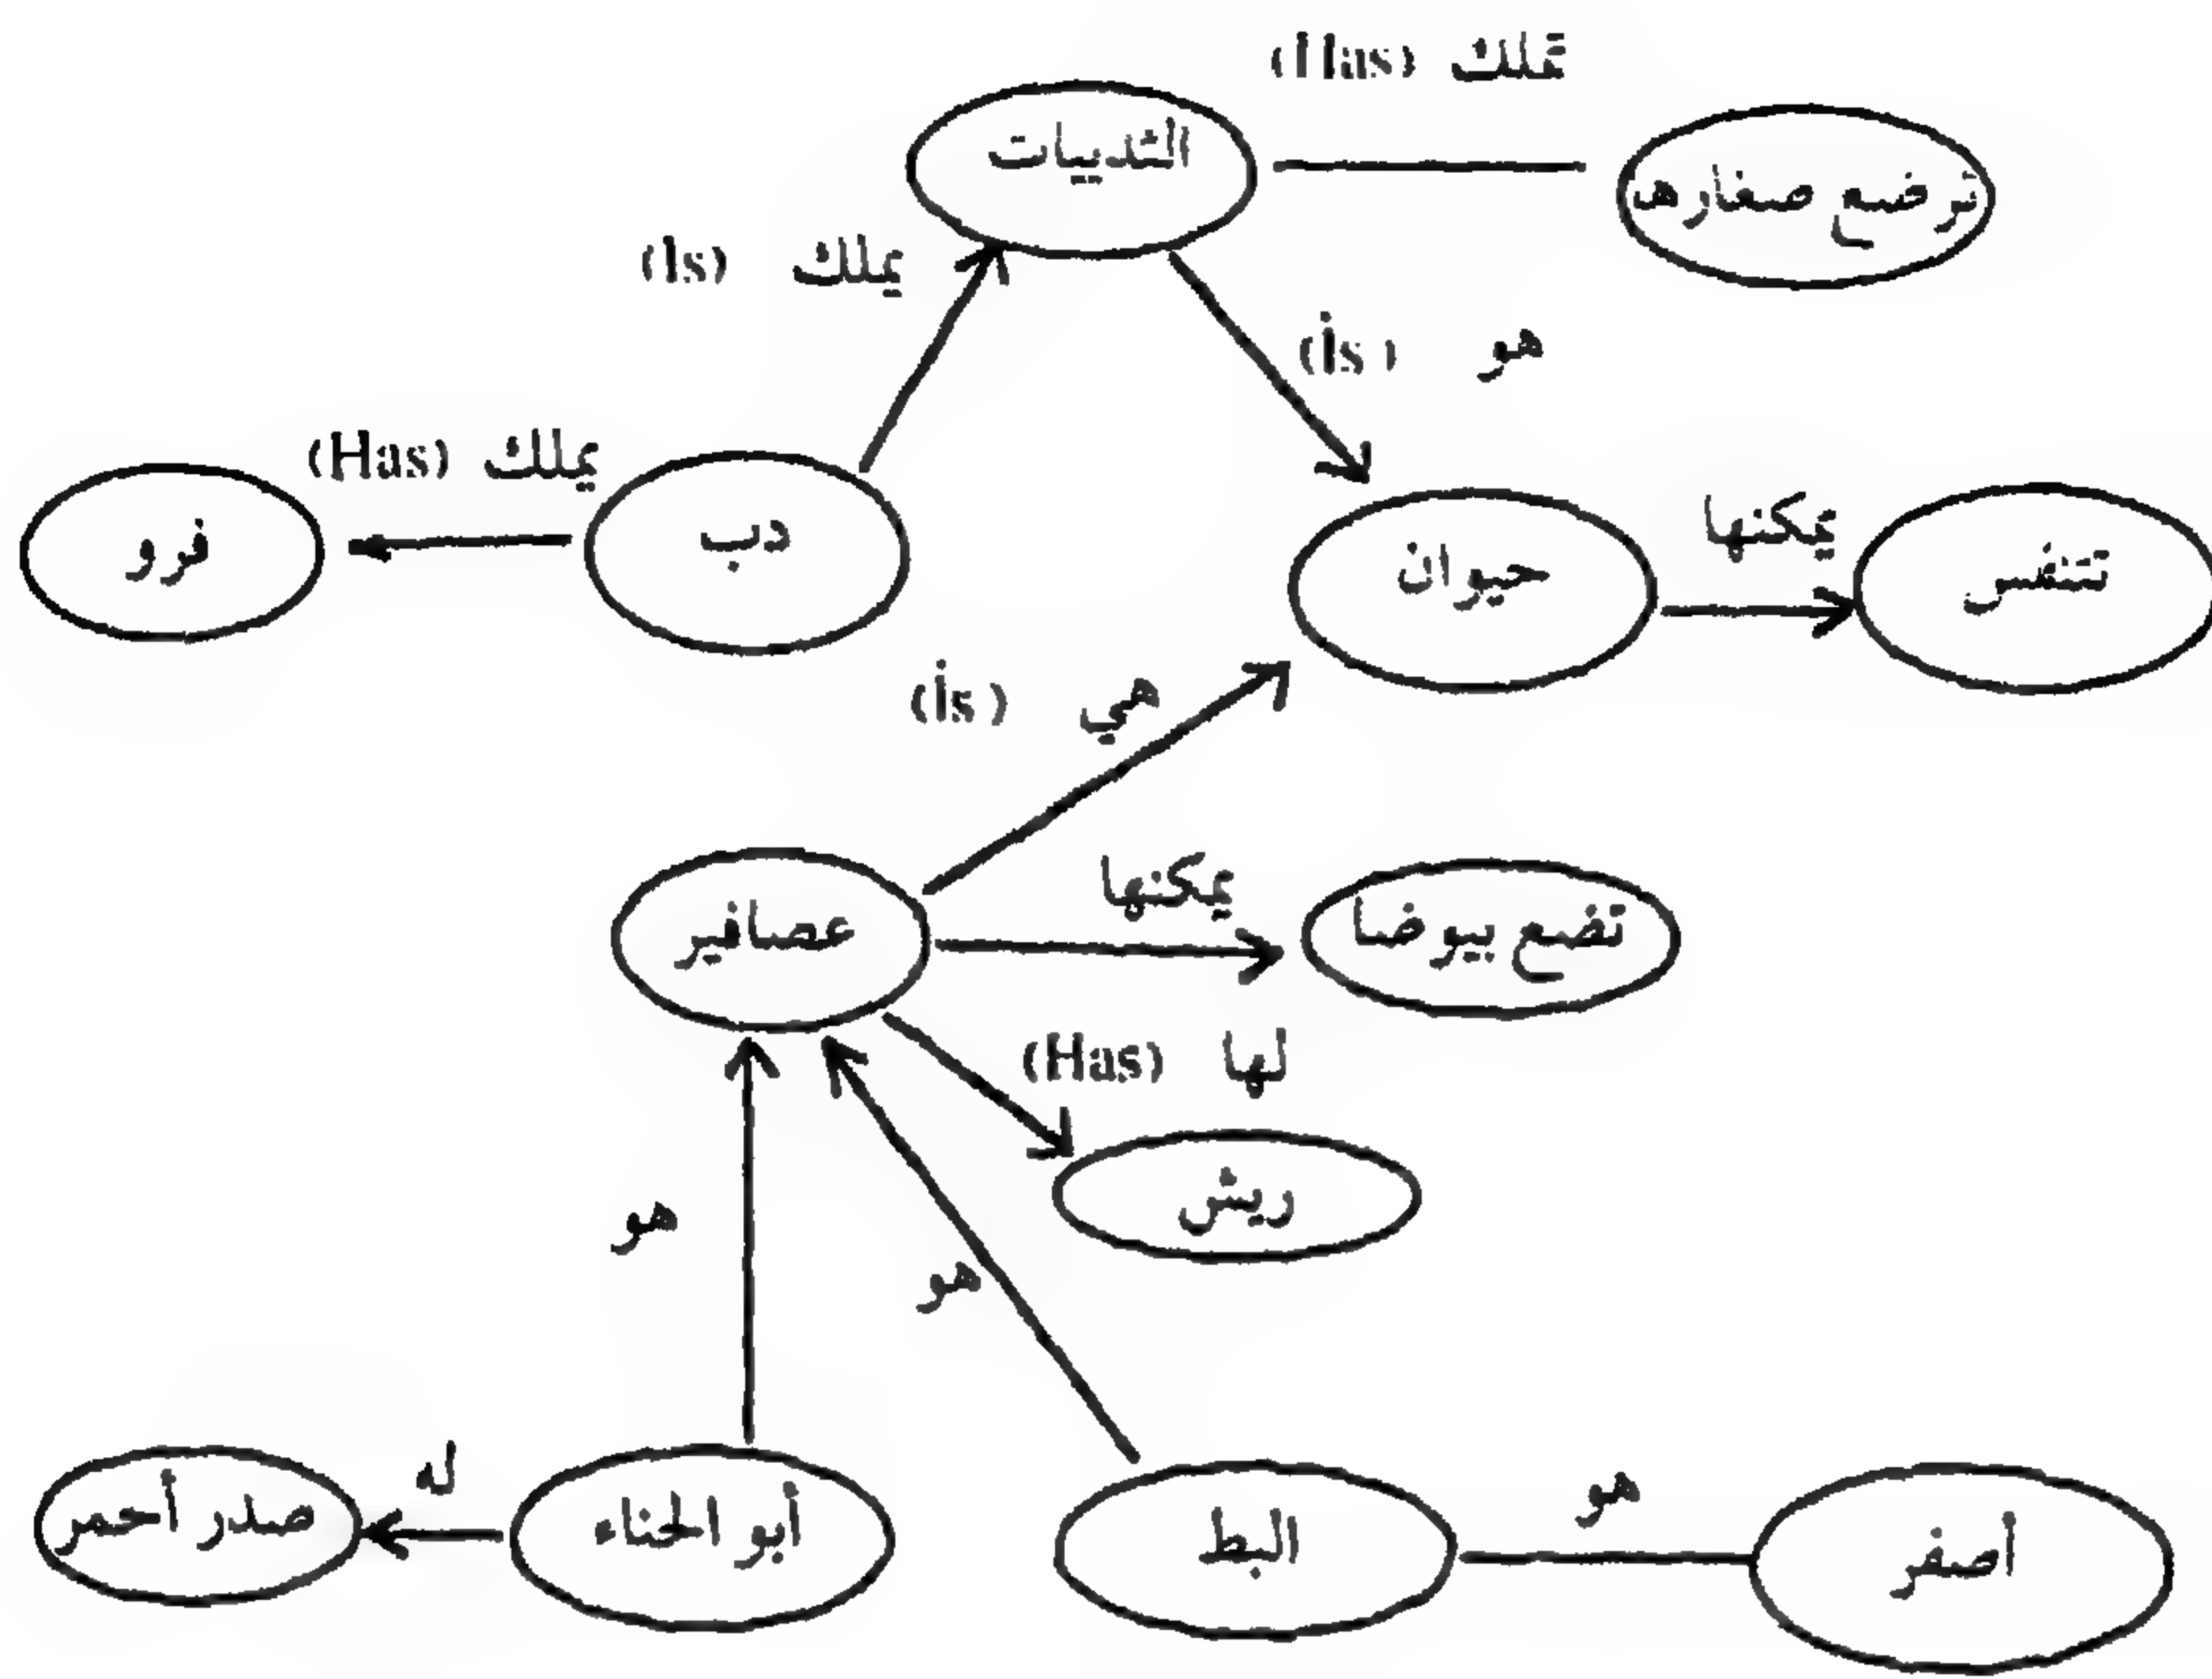 تملك (Has)
الثدييات
ترضع صغارها
يملك (Is)
هو (is)
يملك (Has)
فرو
دب
حيوان
يمكنها
تتنفس
هي (is)
عصافير
يمكنها
تضع بيوضا
لها (Has)
ريش
هو
هو
صدر أحمر
له
أبو الحناء
البط
هو
أصفر